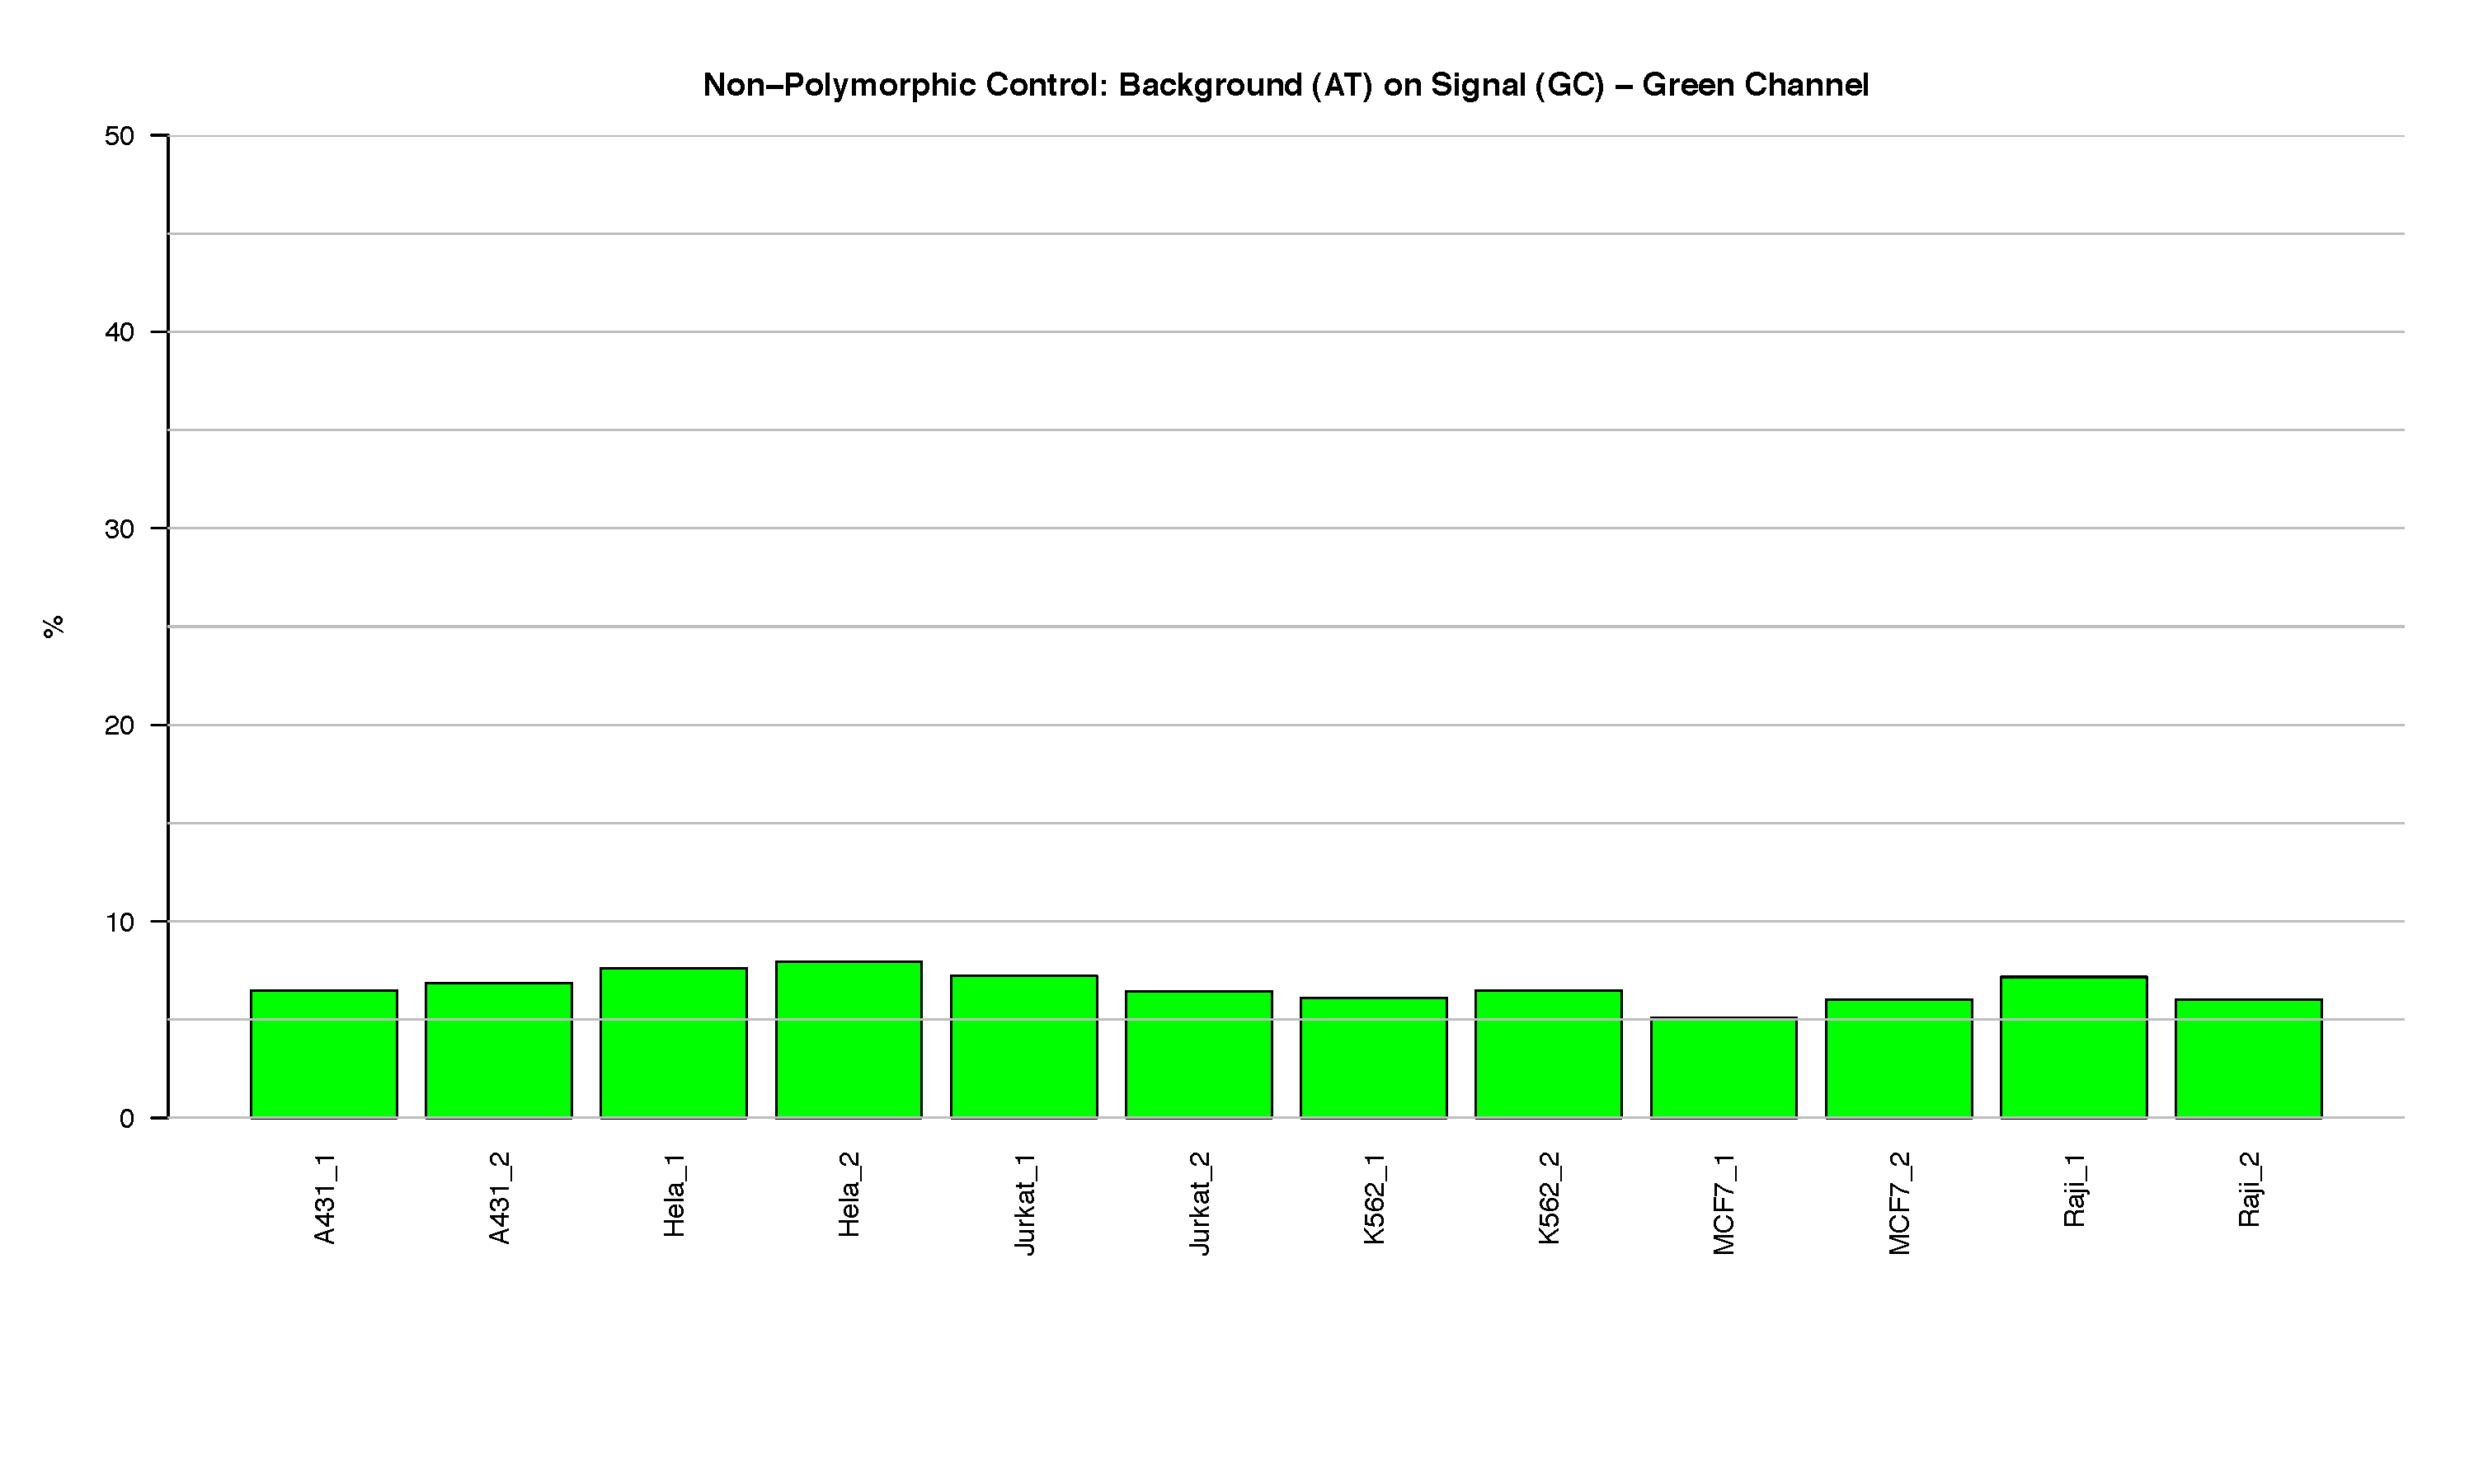 Non–Polymorphic Control: Background (AT) on Signal (GC) – Green Channel
50
40
30
20
10
0
%
A431_1
A431_2
Hela_1
Hela_2
Jurkat_1
Jurkat_2
K562_1
K562_2
MCF7_1
MCF7_2
Raji_1
Raji_2